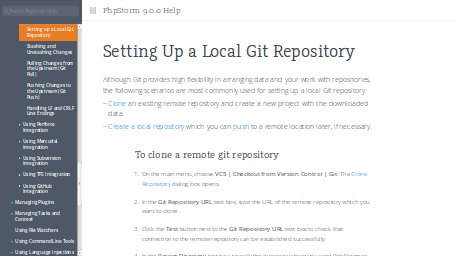 Search PhpStorm Help
PhpStorm 9.0.0 Help
Setting up a Local Git
Repository
Stashing and
Unstashing Changes
Pulling Changes from
the Upstream (Git
Pull)
Pushing Changes to
the Upstream (Git
Push)
Handling LF and CRLF
Line Endings
Using Perforce
Integration
Using Mercurial
Integration
Using Subversion
Integration
Using TFS Integration
Using GitHub
Integration
Managing Plugins
Managing Tasks and
Context
Using File Watchers
Using Command Line Tools
Using Language Injections
Setting Up a Local Git Repository
Although Git provides high flexibility in arranging data and your work with repositories,
the following scenarios are most commonly used for setting up a local Git repository:
– Clone an existing remote repository and create a new project with the downloaded
data.
– Create a local repository which you can push to a remote location later, if necessary.
To clone a remote git repository
1. On the main menu, choose VCS | Checkout from Version Control | Git. The Clone
Repository dialog box opens.
2. In the Git Repository URL text box, type the URL of the remote repository which you
want to clone.
3. Click the Test button next to the Git Repository URL text box to check that
connection to the remote repository can be established successfully.